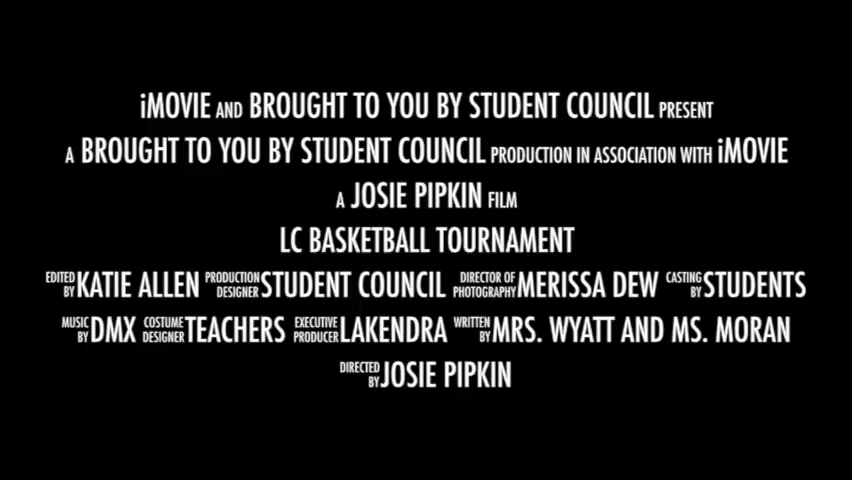 iMOVIE AND BROUGHT TO YOU BY STUDENT COUNCIL PRESENT
A BROUGHT TO YOU BY STUDENT COUNCIL PRODUCTION IN ASSOCIATION WITH iMOVIE
A JOSIE PIPKIN FILM
LC BASKETBALL TOURNAMENT
EDITED BY KATIE ALLEN PRODUCTION DESIGNER STUDENT COUNCIL DIRECTOR OF PHOTOGRAPHY MERISSA DEW CASTING BY STUDENTS
MUSIC BY DMX COSTUME DESIGNER TEACHERS EXECUTIVE PRODUCER LAKENDRA WRITTEN BY MRS. WYATT AND MS. MORAN
DIRECTED BY JOSIE PIPKIN